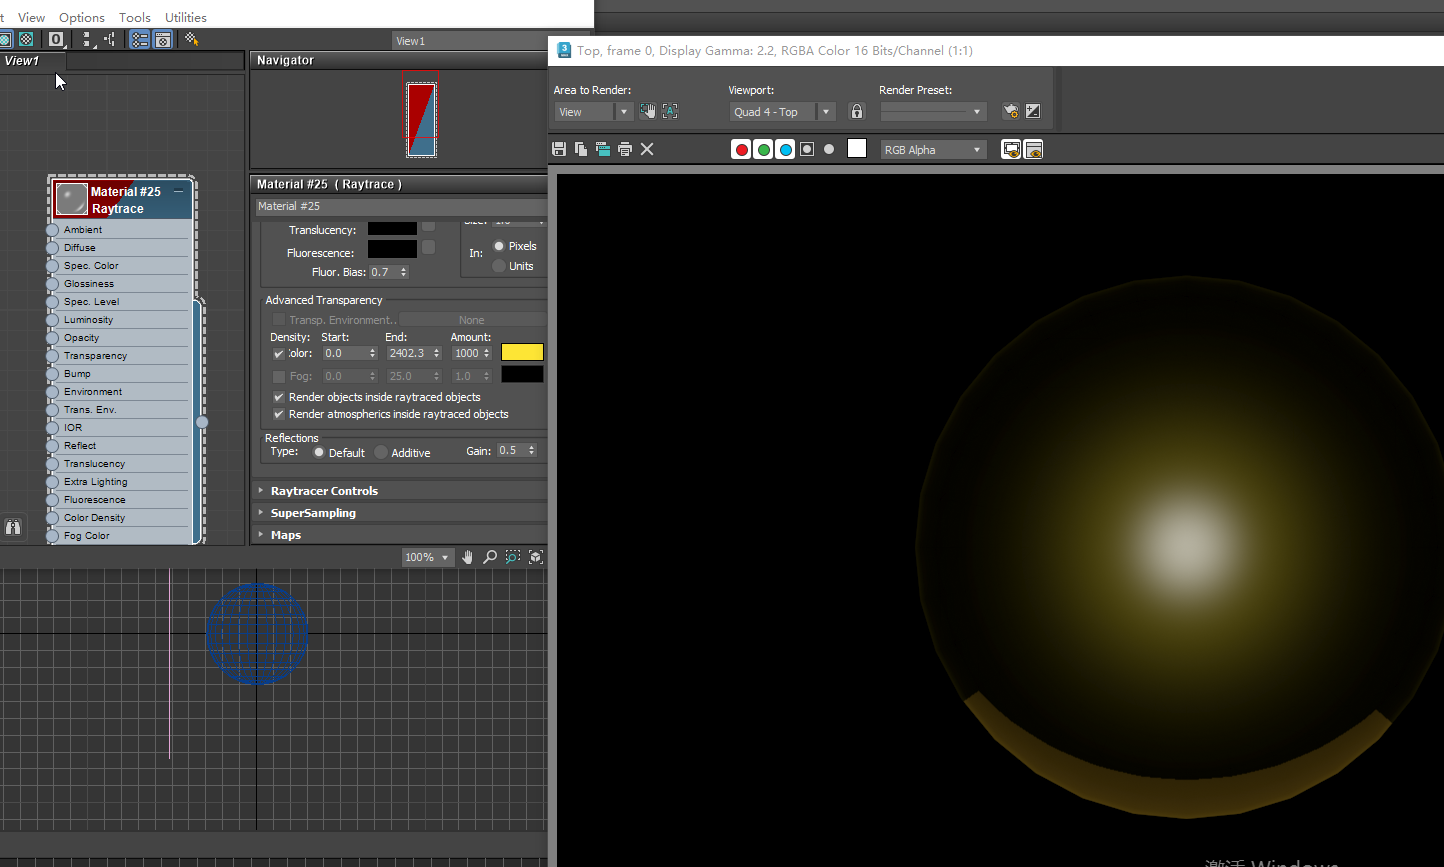 t View Options Tools Utilities
View1
View1
Navigator
Material #25
Raytrace
Ambient
Diffuse
Spec. Color
Glossiness
Spec. Level
Luminosity
Opacity
Transparency
Bump
Environment
Trans. Env.
IOR
Reflect
Translucency
Extra Lighting
Fluorescence
Color Density
Fog Color
Material #25 ( Raytrace )
Material #25
Translucency:
Fluorescence:
Fluor. Bias: 0.7
In: Pixels
Units
Advanced Transparency
Transp. Environment.. None
Density: Start: End: Amount:
olor: 0.0 2402.3 1000
Fog: 0.0 25.0 1.0
Render objects inside raytraced objects
Render atmospherics inside raytraced objects
Reflections
Type: Default Additive Gain: 0.5
Raytracer Controls
SuperSampling
Maps
100%
Top, frame 0, Display Gamma: 2.2, RGBA Color 16 Bits/Channel (1:1)
Area to Render:
View
Viewport:
Quad 4 - Top
Render Preset:
RGB Alpha
激活 Windows